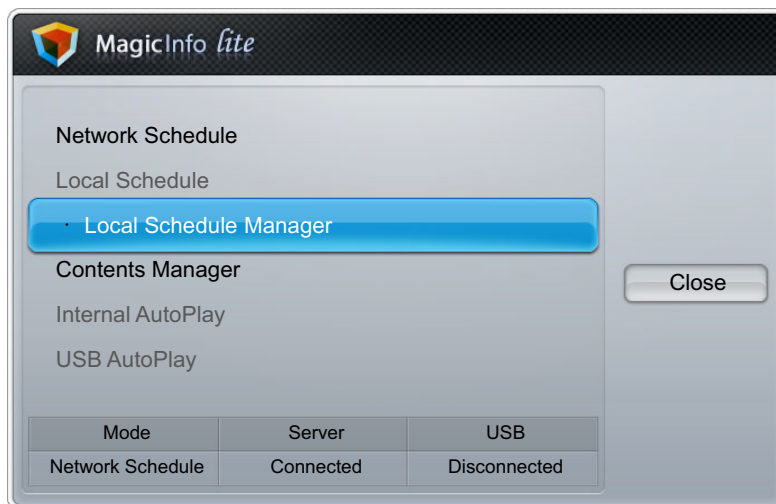 MagicInfo lite
Network Schedule
Local Schedule
· Local Schedule Manager
Contents Manager
Internal AutoPlay
USB AutoPlay
Close
Mode Server USB
Network Schedule Connected Disconnected